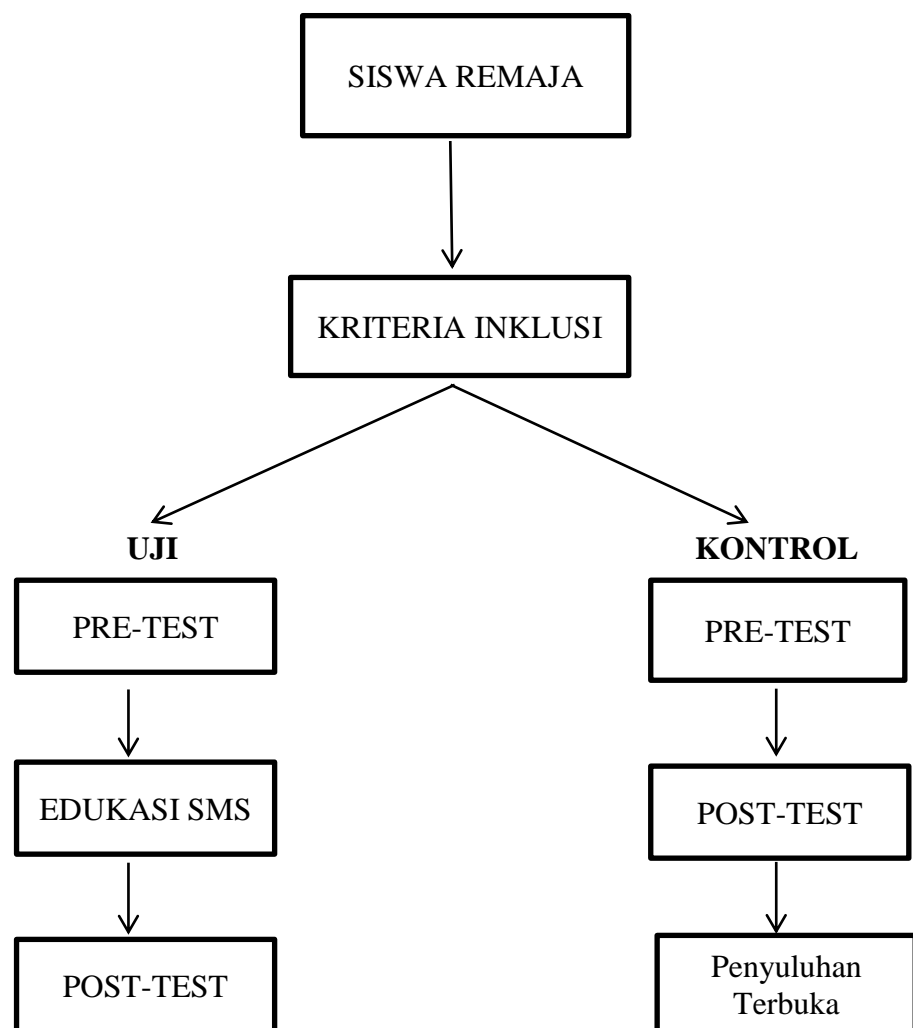 SISWA REMAJA
KRITERIA INKLUSI
UJI
KONTROL
PRE-TEST
PRE-TEST
EDUKASI SMS
POST-TEST
POST-TEST
Penyuluhan
Terbuka